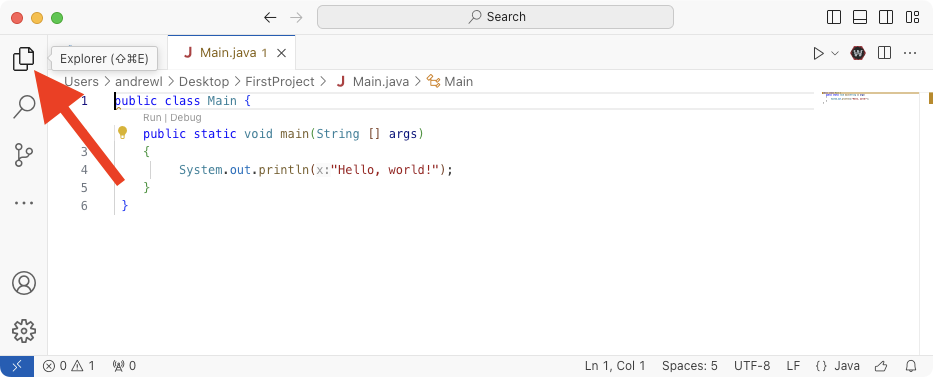 Search
Explorer (⇧⌘E)
Main.java 1
Users > andrewl > Desktop > FirstProject > Main.java > Main
1 public class Main {
Run | Debug
public static void main(String [] args)
3 {
4 System.out.println(x:"Hello, world!");
5 }
6 }
0 1 0 Ln 1, Col 1 Spaces: 5 UTF-8 LF {} Java